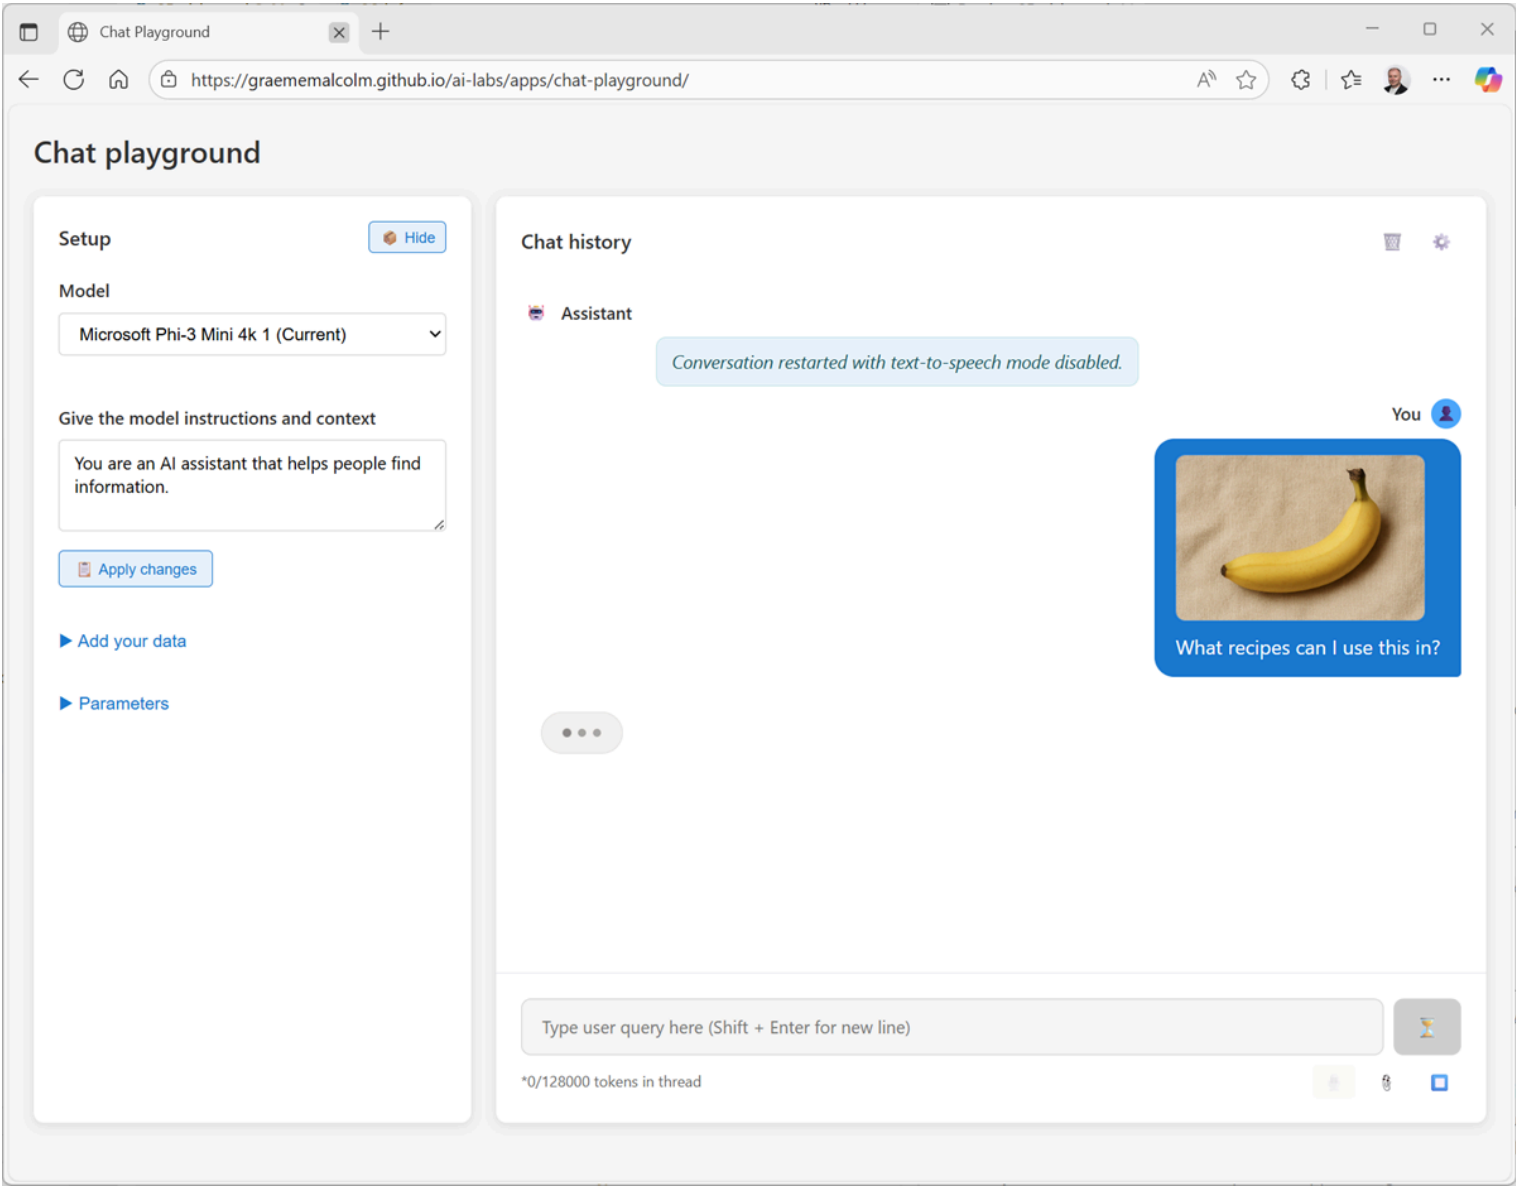 Chat Playground
https://graememalcolm.github.io/ai-labs/apps/chat-playground/
Chat playground
Setup
Hide
Model
Microsoft Phi-3 Mini 4k 1 (Current)
Give the model instructions and context
You are an AI assistant that helps people find
information.
Apply changes
Add your data
Parameters
Chat history
Assistant
Conversation restarted with text-to-speech mode disabled.
You
What recipes can I use this in?
Type user query here (Shift + Enter for new line)
*0/128000 tokens in thread